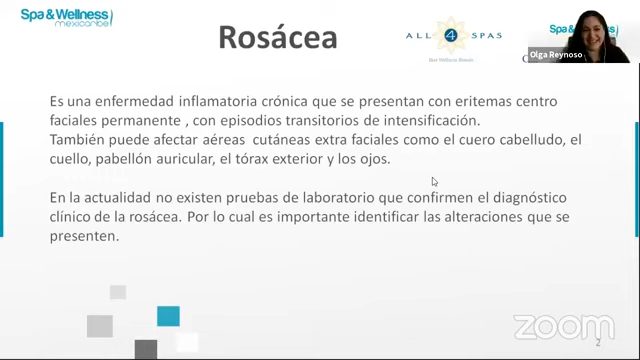 Spa & Wellness
mexicaribe
Rosácea
ALL 4 SPAS
Best Wellness Brands
Spa & Wellness
Olga Reynoso
Es una enfermedad inflamatoria crónica que se presentan con eritemas centro
faciales permanente , con episodios transitorios de intensificación.
También puede afectar aéreas cutáneas extra faciales como el cuero cabelludo, el
cuello, pabellón auricular, el tórax exterior y los ojos.
En la actualidad no existen pruebas de laboratorio que confirmen el diagnóstico
clínico de la rosácea. Por lo cual es importante identificar las alteraciones que se
presenten.
zoom
2